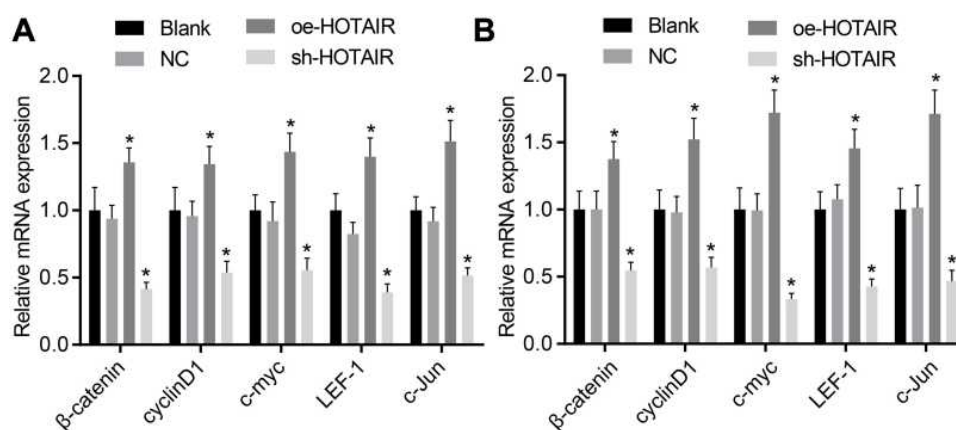 A
Blank
oe-HOTAIR
NC
sh-HOTAIR
Relative mRNA expression
2.0
1.5
1.0
0.5
0.0
*
*
*
*
*
*
*
*
*
*
β-catenin
cyclinD1
c-myc
LEF-1
c-Jun
B
Blank
oe-HOTAIR
NC
sh-HOTAIR
Relative mRNA expression
2.0
1.5
1.0
0.5
0.0
*
*
*
*
*
*
*
*
*
*
β-catenin
cyclinD1
c-myc
LEF-1
c-Jun